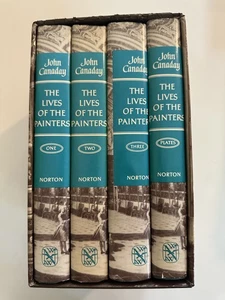 John
Canaday
THE
LIVES
OF THE
PAINTERS
ONE
NORTON
John
Canaday
THE
LIVES
OF THE
PAINTERS
TWO
NORTON
John
Canaday
THE
LIVES
OF THE
PAINTERS
THREE
NORTON
John
Canaday
THE
LIVES
OF THE
PAINTERS
PLATES
NORTON